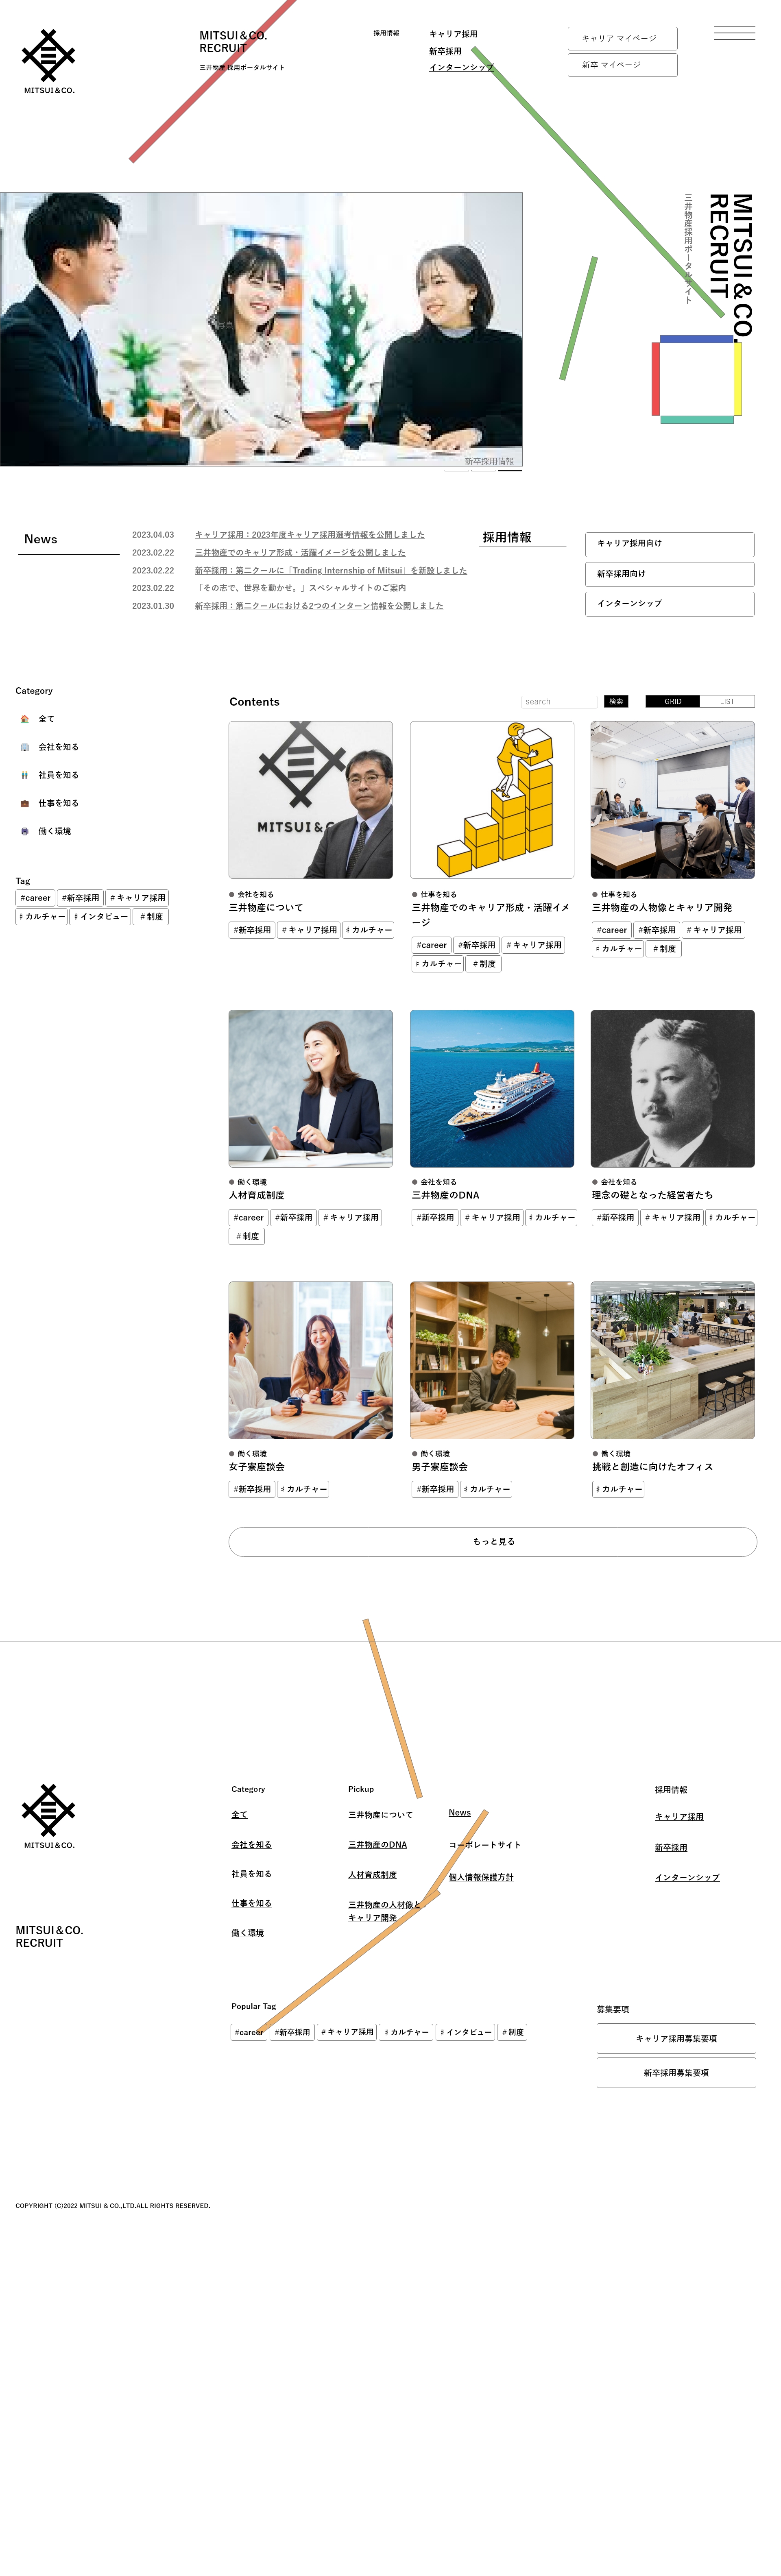 MITSUI & CO.
MITSUI & CO.
RECRUIT
三井物産 採用ポータルサイト
採用情報
キャリア採用
新卒採用
インターンシップ
キャリア マイページ
新卒 マイページ
MITSUI & CO.
RECRUIT
三井物産採用ポータルサイト
新卒採用情報
News
2023.04.03 キャリア採用：2023年度キャリア採用選考情報を公開しました
2023.02.22 三井物産でのキャリア形成・活躍イメージを公開しました
2023.02.22 新卒採用：第二クールに「Trading Internship of Mitsui」を新設しました
2023.02.22 「その志で、世界を動かせ。」スペシャルサイトのご案内
2023.01.30 新卒採用：第二クールにおける2つのインターン情報を公開しました
採用情報
キャリア採用向け
新卒採用向け
インターンシップ
Category
全て
会社を知る
社員を知る
仕事を知る
働く環境
Tag
#career #新卒採用 # キャリア採用
♯ カルチャー ♯ インタビュー # 制度
Contents
search
検索
GRID LIST
MITSUI & C
会社を知る
三井物産について
#新卒採用 # キャリア採用 ♯ カルチャー
仕事を知る
三井物産でのキャリア形成・活躍イメ
ージ
#career #新卒採用 # キャリア採用
♯ カルチャー # 制度
仕事を知る
三井物産の人物像とキャリア開発
#career #新卒採用 # キャリア採用
♯ カルチャー # 制度
働く環境
人材育成制度
#career #新卒採用 # キャリア採用
# 制度
会社を知る
三井物産のDNA
#新卒採用 # キャリア採用 ♯ カルチャー
会社を知る
理念の礎となった経営者たち
#新卒採用 # キャリア採用 ♯ カルチャー
働く環境
女子寮座談会
#新卒採用 ♯ カルチャー
働く環境
男子寮座談会
#新卒採用 ♯ カルチャー
働く環境
挑戦と創造に向けたオフィス
♯ カルチャー
もっと見る
MITSUI & CO.
MITSUI & CO.
RECRUIT
Category
全て
会社を知る
社員を知る
仕事を知る
働く環境
Pickup
三井物産について
三井物産のDNA
人材育成制度
三井物産の人材像と
キャリア開発
News
コーポレートサイト
個人情報保護方針
採用情報
キャリア採用
新卒採用
インターンシップ
Popular Tag
#career #新卒採用 # キャリア採用 ♯ カルチャー ♯ インタビュー # 制度
募集要項
キャリア採用募集要項
新卒採用募集要項
COPYRIGHT (C)2022 MITSUI & CO.,LTD.ALL RIGHTS RESERVED.